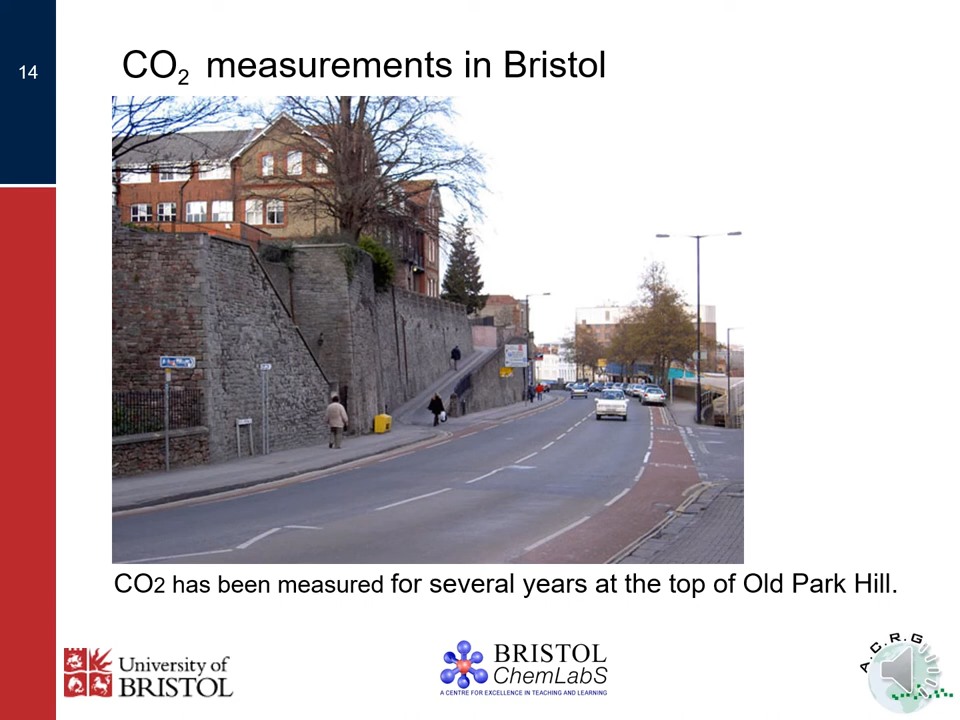 14
CO₂ measurements in Bristol
CO2 has been measured for several years at the top of Old Park Hill.
University of
BRISTOL
BRISTOL
ChemLabS
A CENTRE FOR EXCELLENCE IN TEACHING AND LEARNING
A.C.R.G